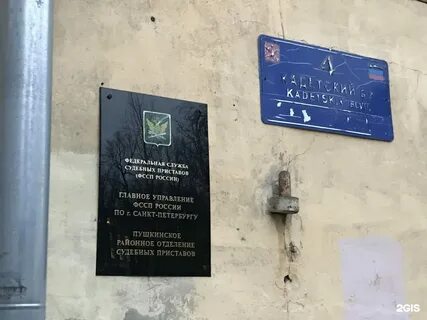 ФЕДЕРАЛЬНАЯ СЛУЖБА
СУДЕБНЫХ ПРИСТАВОВ
(ФССП РОССИИ)
ГЛАВНОЕ УПРАВЛЕНИЕ
ФССП РОССИИ
ПО г. САНКТ-ПЕТЕРБУРГУ
ПУШКИНСКОЕ
РАЙОННОЕ ОТДЕЛЕНИЕ
СУДЕБНЫХ ПРИСТАВОВ
4
КАДЕТСКИЙ
2GIS